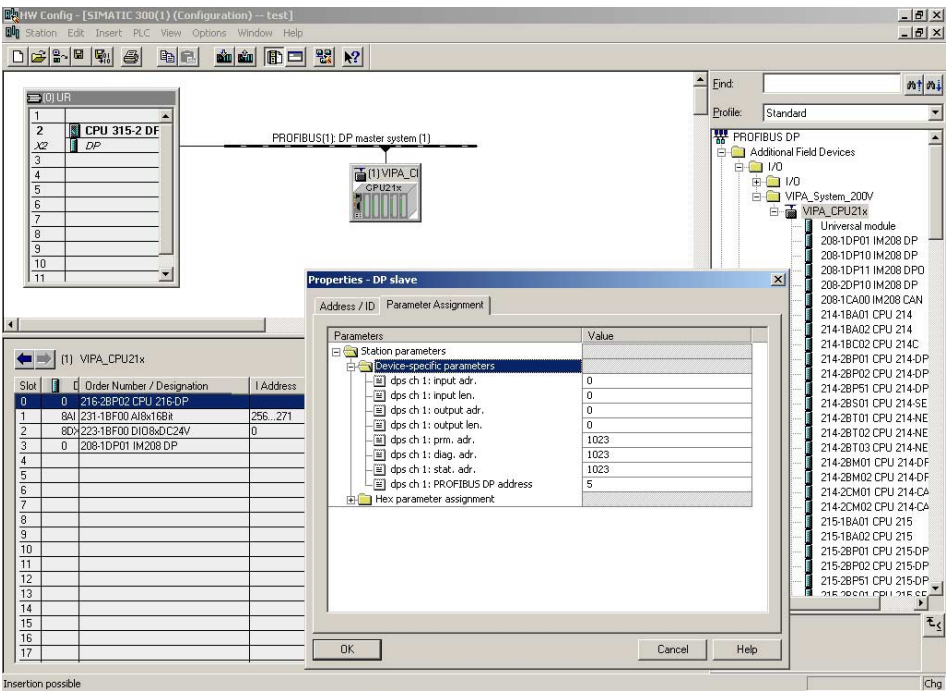 HW Config - [SIMATIC 300(1) (Configuration) -- test]
Station Edit Insert PLC View Options Window Help
(0) UR
1
2 CPU 315-2 DP
X2 DP
3
4
5
6
7
8
9
10
11
PROFIBUS(1): DP master system (1)
(1) VIPA_CI
CPU21x
Find:
Profile: Standard
PROFIBUS DP
Additional Field Devices
I/O
I/O
VIPA_System_200V
VIPA_CPU21x
Universal module
208-1DP01 IM208 DP
208-1DP10 IM208 DP
208-1DP11 IM208 DPO
208-2DP10 IM208 DP
208-1CA00 IM208 CAN
214-1BA01 CPU 214
214-1BA02 CPU 214
214-1BC02 CPU 214C
214-2BP01 CPU 214-DP
214-2BP02 CPU 214-DP
214-2BP51 CPU 214-DP
214-2BS01 CPU 214-SE
214-2BT01 CPU 214-NE
214-2BT02 CPU 214-NE
214-2BT03 CPU 214-NE
214-2BM01 CPU 214-DP
214-2BM02 CPU 214-DP
214-2CM01 CPU 214-CA
214-2CM02 CPU 214-CA
215-1BA01 CPU 215
215-1BA02 CPU 215
215-2BP01 CPU 215-DP
215-2BP02 CPU 215-DP
215-2BP51 CPU 215-DP
215-2BS01 CPU 215-SE
(1) VIPA_CPU21x
Slot D Order Number / Designation I Address
0 0 216-2BP02 CPU 216-DP
1 8AI 231-1BF00 AI8x16Bit 256...271
2 8DX 223-1BF00 DIO8xDC24V 0
3 0 208-1DP01 IM208 DP
4
5
6
7
8
9
10
11
12
13
14
15
16
17
Properties - DP slave
Address / ID Parameter Assignment
Parameters Value
Station parameters
Device-specific parameters
dps ch 1: input adr. 0
dps ch 1: input len. 0
dps ch 1: output adr. 0
dps ch 1: output len. 0
dps ch 1: prm. adr. 1023
dps ch 1: diag. adr. 1023
dps ch 1: stat. adr. 1023
dps ch 1: PROFIBUS DP address 5
Hex parameter assignment
OK Cancel Help
Insertion possible Chg